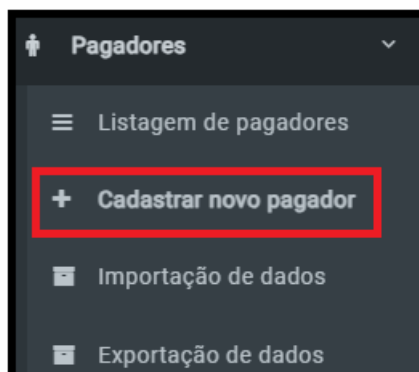 Pagadores
Listagem de pagadores
Cadastrar novo pagador
Importação de dados
Exportação de dados